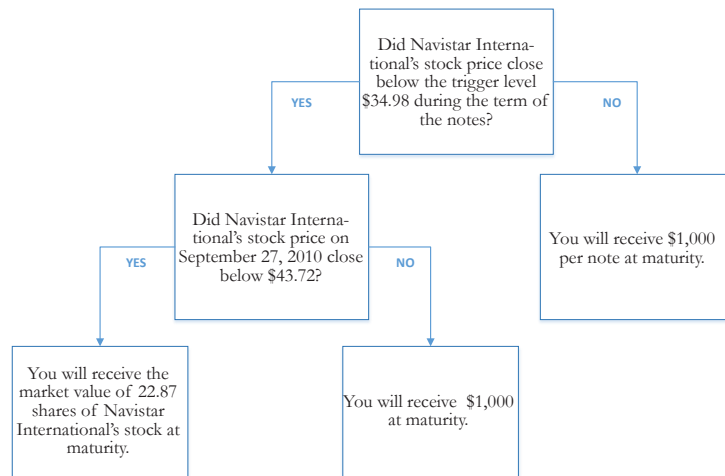 Did Navistar Interna-
tional's stock price close
below the trigger level
$34.98 during the term of
the notes?
YES
NO
Did Navistar Interna-
tional's stock price on
September 27, 2010 close
below $43.72?
You will receive $1,000
per note at maturity.
YES
NO
You will receive the
market value of 22.87
shares of Navistar
International's stock at
maturity.
You will receive $1,000
at maturity.